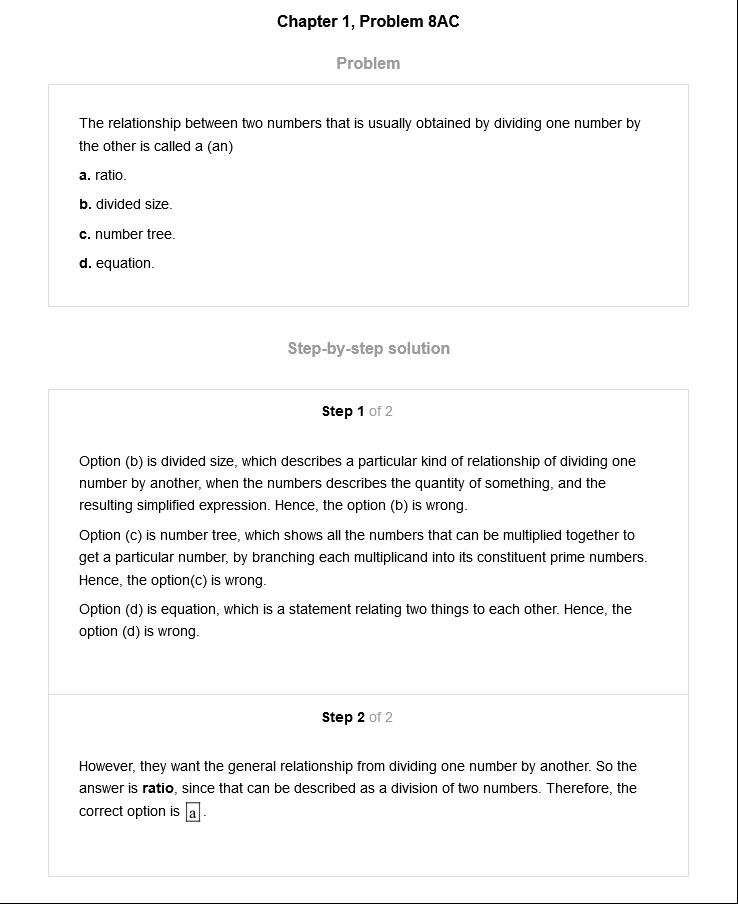 Chapter 1, Problem 8AC
Problem
The relationship between two numbers that is usually obtained by dividing one number by
the other is called a (an)
a. ratio.
b. divided size.
c. number tree.
d. equation.
Step-by-step solution
Step 1 of 2
Option (b) is divided size, which describes a particular kind of relationship of dividing one
number by another, when the numbers describes the quantity of something, and the
resulting simplified expression. Hence, the option (b) is wrong.
Option (c) is number tree, which shows all the numbers that can be multiplied together to
get a particular number, by branching each multiplicand into its constituent prime numbers.
Hence, the option(c) is wrong.
Option (d) is equation, which is a statement relating two things to each other. Hence, the
option (d) is wrong.
Step 2 of 2
However, they want the general relationship from dividing one number by another. So the
answer is ratio, since that can be described as a division of two numbers. Therefore, the
correct option is a.